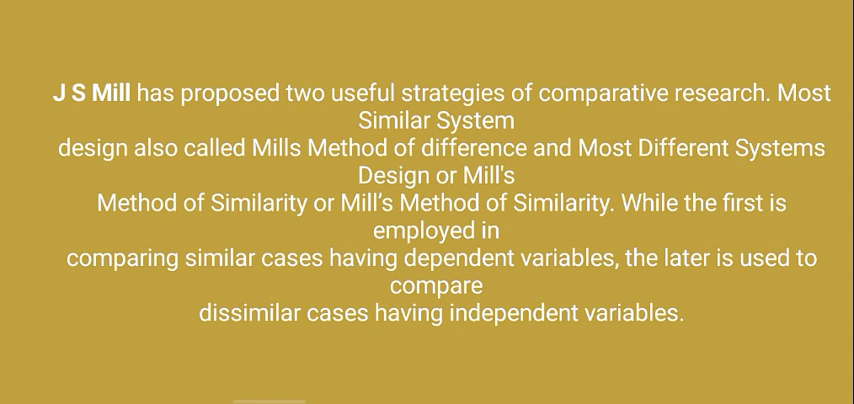 J S Mill has proposed two useful strategies of comparative research. Most
Similar System
design also called Mills Method of difference and Most Different Systems
Design or Mill's
Method of Similarity or Mill’s Method of Similarity. While the first is
employed in
comparing similar cases having dependent variables, the later is used to
compare
dissimilar cases having independent variables.